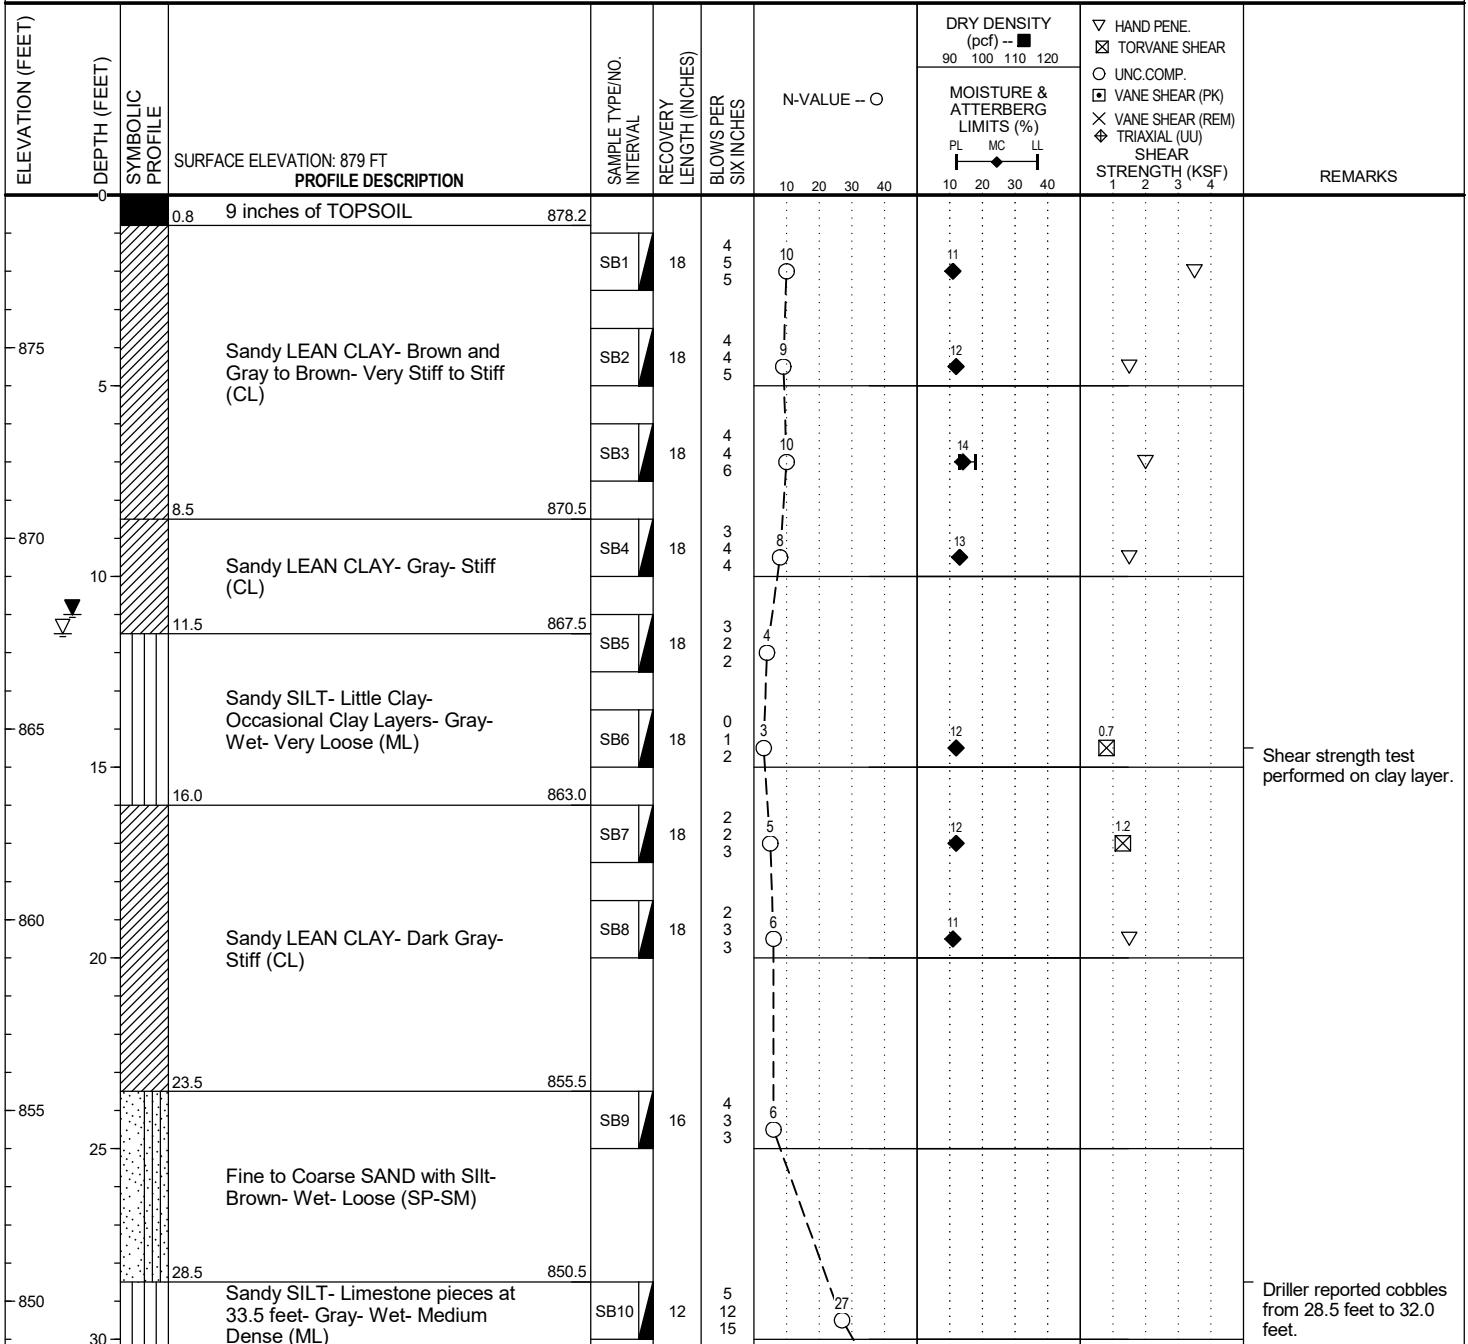 ELEVATION (FEET)
DEPTH (FEET)
SYMBOLIC
PROFILE
SURFACE ELEVATION: 879 FT
PROFILE DESCRIPTION
SAMPLE TYPE/NO.
INTERVAL
RECOVERY
LENGTH (INCHES)
BLOWS PER
SIX INCHES
N-VALUE -- O
10 20 30 40
DRY DENSITY
(pcf) -- ■
90 100 110 120
MOISTURE &
ATTERBERG
LIMITS (%)
PL MC LL
10 20 30 40
▽ HAND PENE.
⊠ TORVANE SHEAR
○ UNC.COMP.
⊡ VANE SHEAR (PK)
× VANE SHEAR (REM)
TRIAXIAL (UU)
SHEAR
STRENGTH (KSF)
1 2 3 4
REMARKS
0
0.8 9 inches of TOPSOIL 878.2
SB1 18
4
5
5
10
11
875
Sandy LEAN CLAY- Brown and
Gray to Brown- Very Stiff to Stiff
(CL)
5
SB2 18
4
4
5
9
12
SB3 18
4
4
6
10
14
8.5 870.5
870
Sandy LEAN CLAY- Gray- Stiff
(CL)
10
SB4 18
3
4
4
8
13
11.5 867.5
SB5 18
3
2
2
4
Sandy SILT- Little Clay-
Occasional Clay Layers- Gray-
Wet- Very Loose (ML)
865
15
SB6 18
0
1
2
3
12
0.7
Shear strength test
performed on clay layer.
16.0 863.0
SB7 18
2
2
3
5
12
1.2
860
Sandy LEAN CLAY- Dark Gray-
Stiff (CL)
20
SB8 18
2
3
3
6
11
23.5 855.5
855
SB9 16
4
3
3
6
25
Fine to Coarse SAND with SIlt-
Brown- Wet- Loose (SP-SM)
28.5 850.5
850
Sandy SILT- Limestone pieces at
33.5 feet- Gray- Wet- Medium
Dense (ML)
30
SB10 12
5
12
15
27
Driller reported cobbles
from 28.5 feet to 32.0
feet.